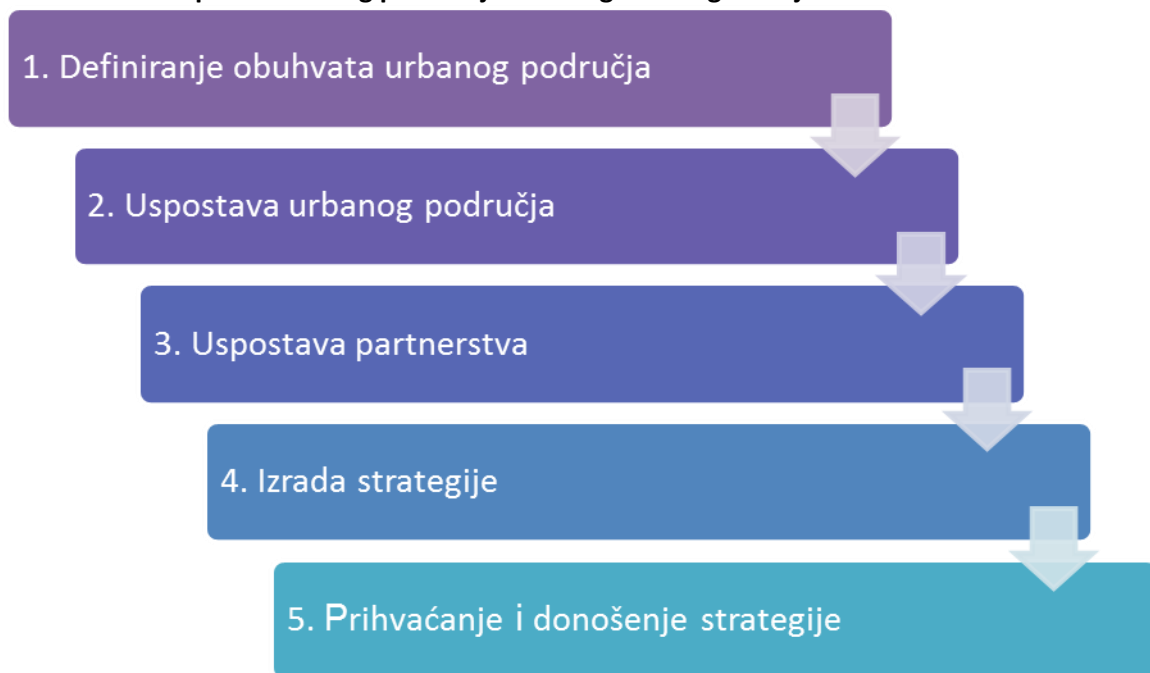 1. Definiranje obuhvata urbanog područja
2. Uspostava urbanog područja
3. Uspostava partnerstva
4. Izrada strategije
5. Prihvaćanje i donošenje strategije